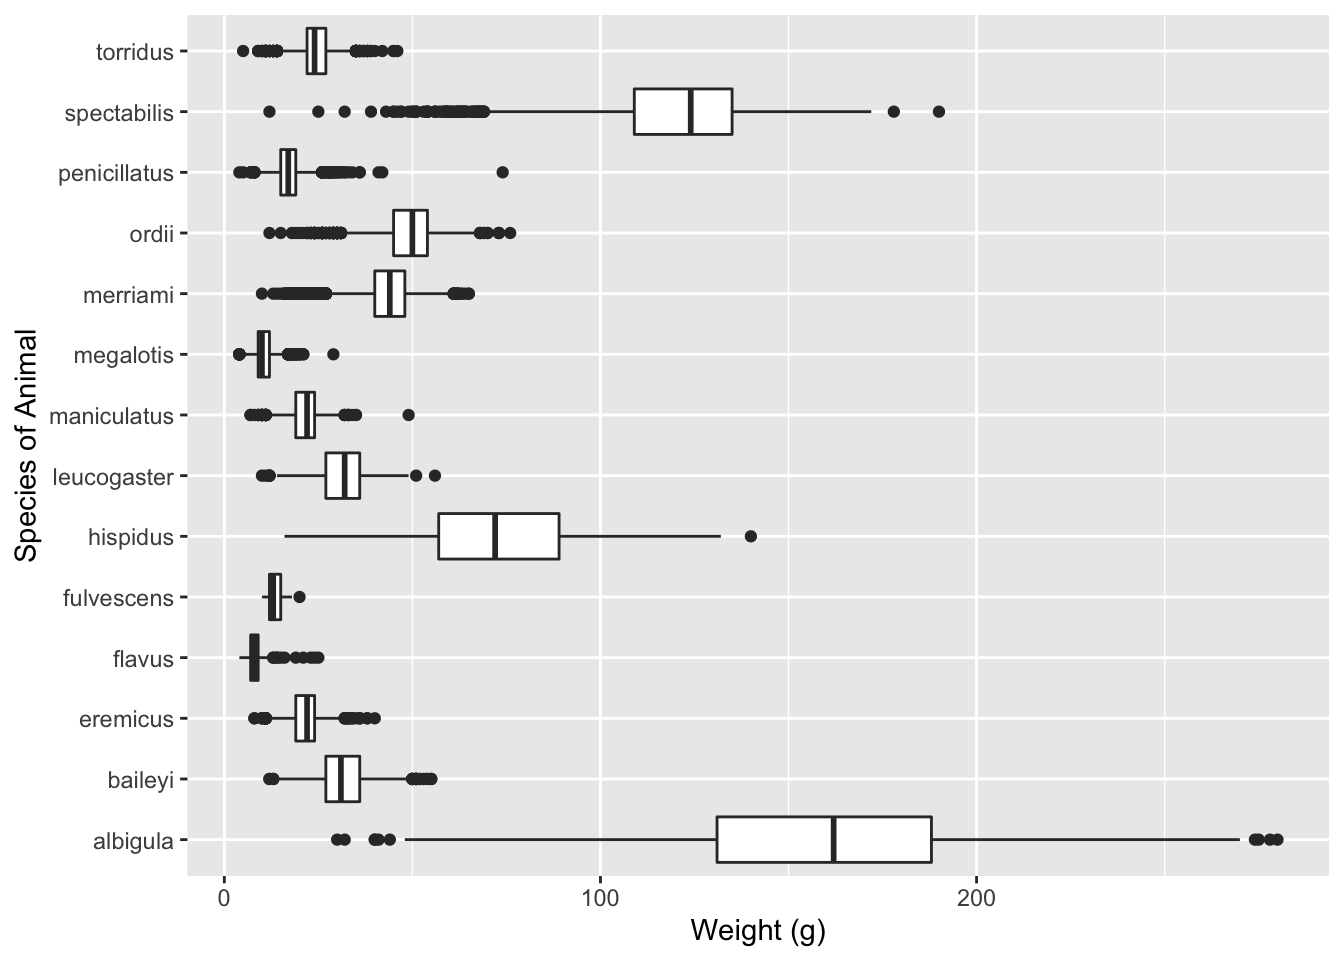 torridus
spectabilis
penicillatus
ordii
merriami
megalotis
maniculatus
leucogaster
hispidus
fulvescens
flavus
eremicus
baileyi
albigula
Species of Animal
0 100 200
Weight (g)